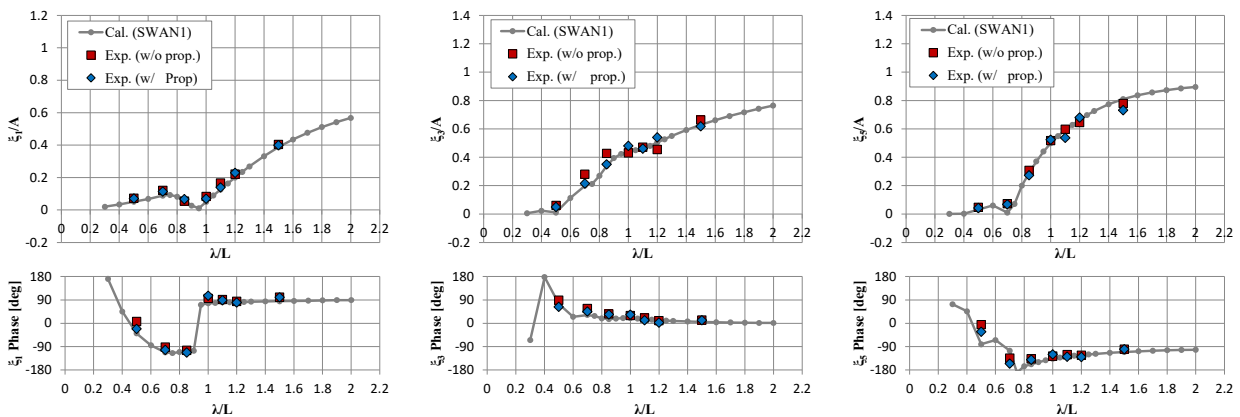 1.2
1
0.8
0.6
0.4
0.2
0
-0.2
ξ1/A
Cal. (SWAN1)
Exp. (w/o prop.)
Exp. (w/ Prop)
0 0.2 0.4 0.6 0.8 1 1.2 1.4 1.6 1.8 2 2.2
λ/L
1.4
1.2
1
0.8
0.6
0.4
0.2
0
-0.2
ξ3/A
Cal. (SWAN1)
Exp. (w/o prop.)
Exp. (w/ prop.)
0 0.2 0.4 0.6 0.8 1 1.2 1.4 1.6 1.8 2 2.2
λ/L
1.4
1.2
1
0.8
0.6
0.4
0.2
0
-0.2
ξ5/A
Cal. (SWAN1)
Exp. (w/o prop.)
Exp. (w/ prop.)
0 0.2 0.4 0.6 0.8 1 1.2 1.4 1.6 1.8 2 2.2
λ/L
180
90
0
-90
-180
ξ1 Phase [deg]
0 0.2 0.4 0.6 0.8 1 1.2 1.4 1.6 1.8 2 2.2
λ/L
180
90
0
-90
-180
ξ3 Phase [deg]
0 0.2 0.4 0.6 0.8 1 1.2 1.4 1.6 1.8 2 2.2
λ/L
180
90
0
-90
-180
ξ5 Phase [deg]
0 0.2 0.4 0.6 0.8 1 1.2 1.4 1.6 1.8 2 2.2
λ/L